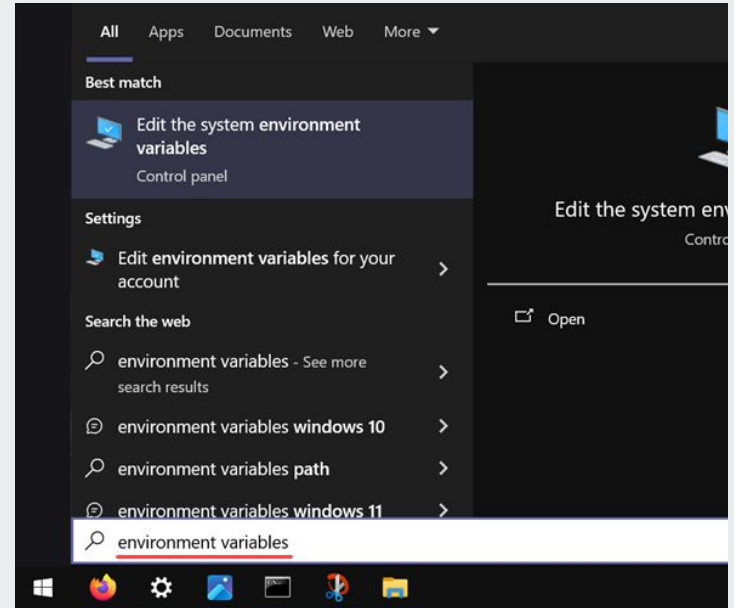 All Apps Documents Web More
Best match
Edit the system environment
variables
Control panel
Settings
Edit environment variables for your
account
Search the web
environment variables - See more
search results
environment variables windows 10
environment variables path
environment variables windows 11
environment variables
Edit the system en
Contro
Open